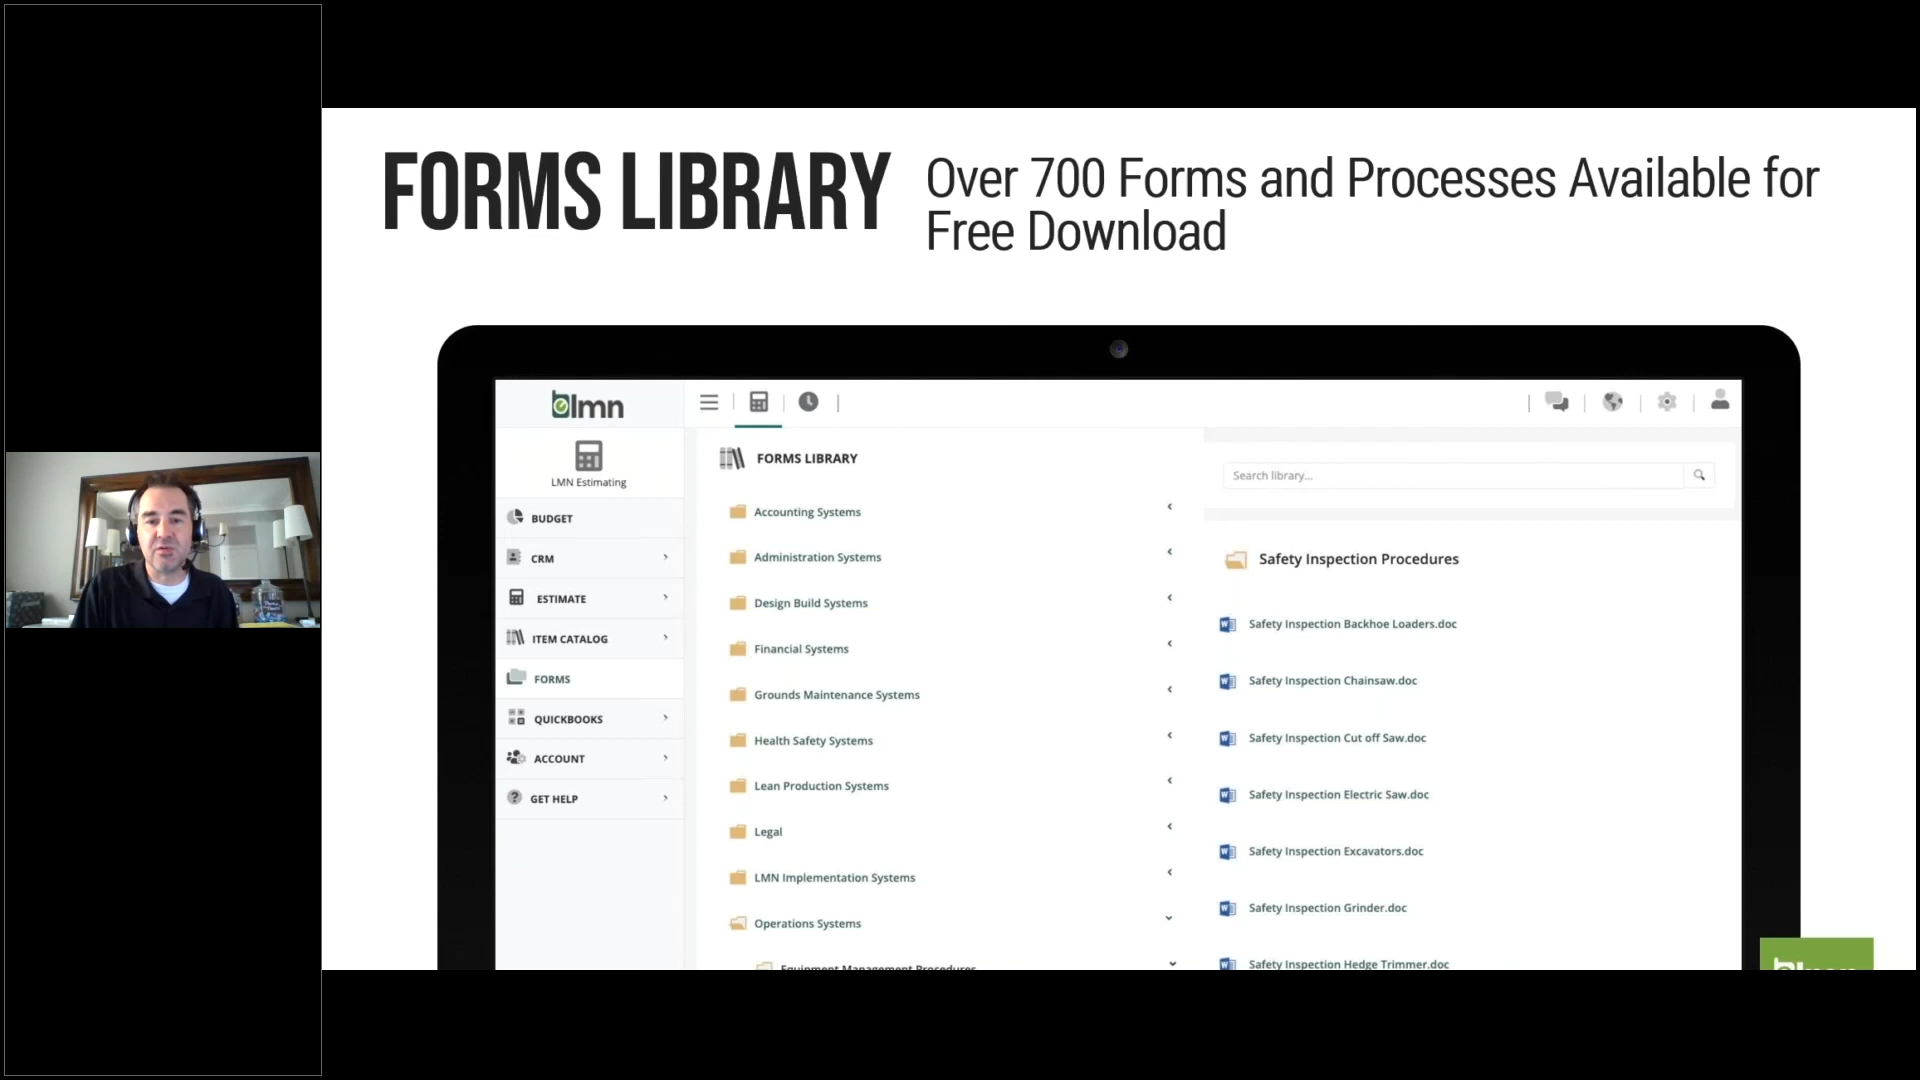 FORMS LIBRARY
Over 700 Forms and Processes Available for
Free Download
lmn
LMN Estimating
BUDGET
CRM
ESTIMATE
ITEM CATALOG
FORMS
QUICKBOOKS
ACCOUNT
GET HELP
FORMS LIBRARY
Accounting Systems
Administration Systems
Design Build Systems
Financial Systems
Grounds Maintenance Systems
Health Safety Systems
Lean Production Systems
Legal
LMN Implementation Systems
Operations Systems
Equipment Management Procedures
Search library...
Safety Inspection Procedures
Safety Inspection Backhoe Loaders.doc
Safety Inspection Chainsaw.doc
Safety Inspection Cut off Saw.doc
Safety Inspection Electric Saw.doc
Safety Inspection Excavators.doc
Safety Inspection Grinder.doc
Safety Inspection Hedge Trimmer.doc